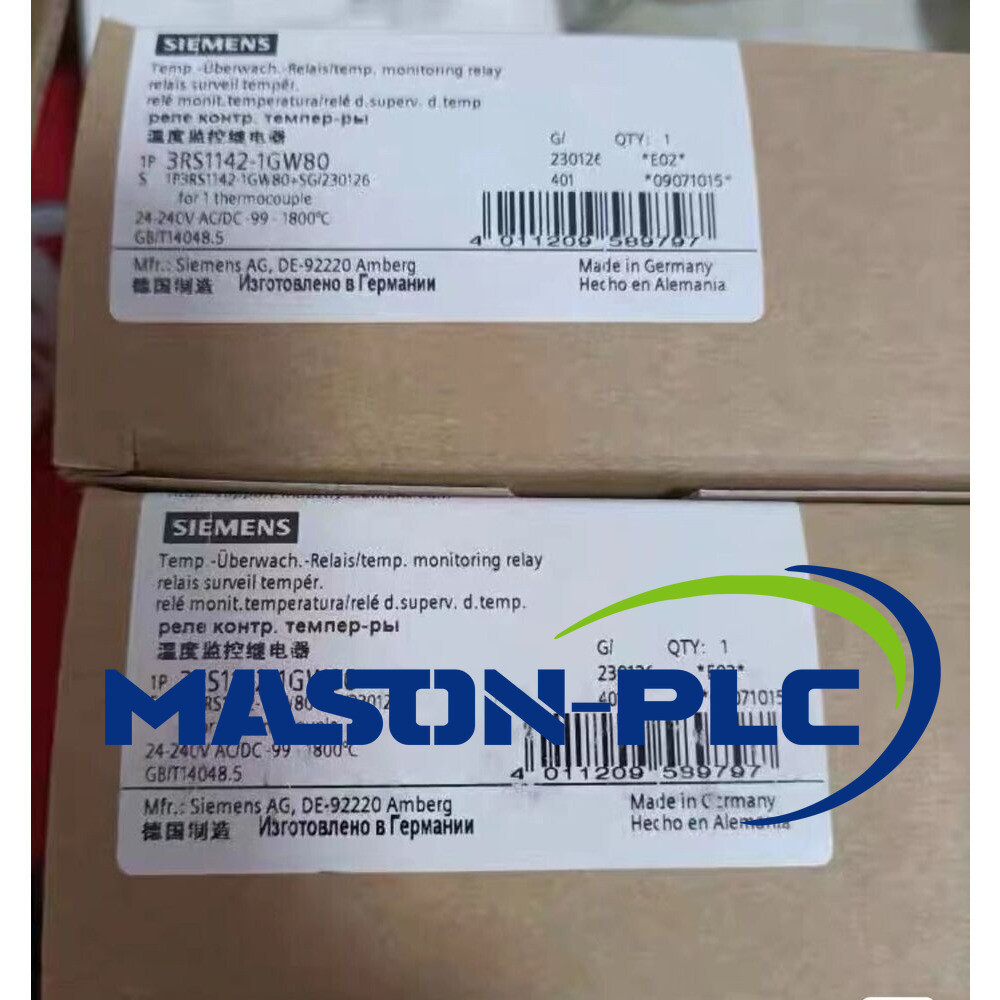 SIEMENS
Temp.-Überwach.-Relais/temp. monitoring relay
relais surveil tempér.
relé monit.temperatura/relé d.superv. d.temp
реле контр. темпер-ры
温度监控继电器
G/ QTY: 1
1P 3RS1142-1GW80
230126 *E02*
S 1P3RS1142-1GW80+SG/230126
401 *09071015*
for 1 thermocouple
24-240V AC/DC -99 - 1800°C
GB/T14048.5
4 011209 589797
Mfr.: Siemens AG, DE-92220 Amberg
Made in Germany
德国制造 Изготовлено в Германии
Hecho en Alemania
SIEMENS
Temp.-Überwach.-Relais/temp. monitoring relay
relais surveil tempér.
relé monit.temperatura/relé d.superv. d.temp.
реле контр. темпер-ры
温度监控继电器
G/ QTY: 1
1P
MASON-PLC
24-240V AC/DC -99 - 1800°C
GB/T14048.5
4 011209 589797
Mfr.: Siemens AG, DE-92220 Amberg
Made in Germany
德国制造 Изготовлено в Германии
Hecho en Alemania